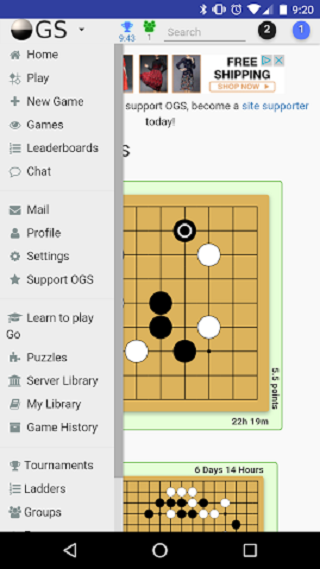 9:20
OGS
9:43
1
Search
2
1
Home
Play
New Game
Games
Leaderboards
Chat
Mail
Profile
Settings
Support OGS
Learn to play
Go
Puzzles
Server Library
My Library
Game History
Tournaments
Ladders
Groups
FREE
SHIPPING
SHOP NOW ▸
support OGS, become a site supporter
today!
S
5.5 points
22h 19m
6 Days 14 Hours